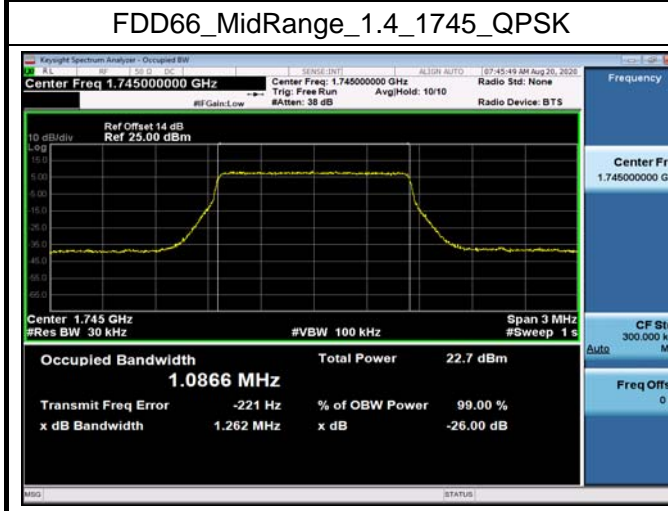 FDD66_MidRange_1.4_1745_QPSK
Keysight Spectrum Analyzer - Occupied BW
RL RF 50 Ω DC SENSE:INT ALIGN AUTO 07:45:49 AM Aug 20, 2020
Center Freq 1.745000000 GHz
Center Freq: 1.745000000 GHz Radio Std: None
Trig: Free Run Avg|Hold: 10/10
#IFGain:Low #Atten: 38 dB Radio Device: BTS
Frequency
Ref Offset 14 dB
10 dB/div Ref 25.00 dBm
Log
15.0
5.00
-5.00
-15.0
-25.0
-35.0
-45.0
-55.0
-65.0
Center Fr
1.745000000 G
Center 1.745 GHz Span 3 MHz
#Res BW 30 kHz #VBW 100 kHz #Sweep 1 s
CF St
300.000 k
Auto M
Occupied Bandwidth Total Power 22.7 dBm
1.0866 MHz
Transmit Freq Error -221 Hz % of OBW Power 99.00 %
x dB Bandwidth 1.262 MHz x dB -26.00 dB
Freq Offs
0
MSG STATUS